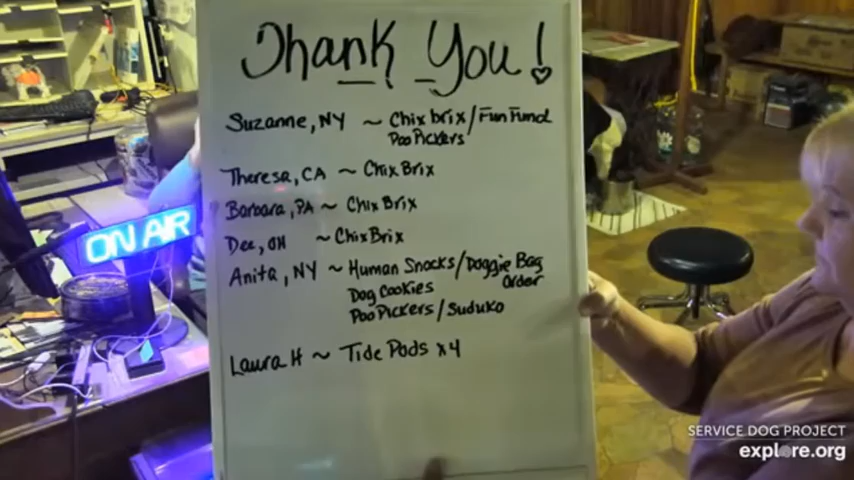 Thank You!
Suzanne, NY ~ Chix brix/Fun Fund
Poo Pickers
Theresa, CA ~ Chix Brix
Barbara, PA ~ Chix Brix
Dee, OH ~ Chix Brix
Anita, NY ~ Human Snacks/Doggie Bag
Order
Dog Cookies
Poo Pickers/Suduko
Laura H ~ Tide Pods x4
ON AIR
SERVICE DOG PROJECT
explore.org